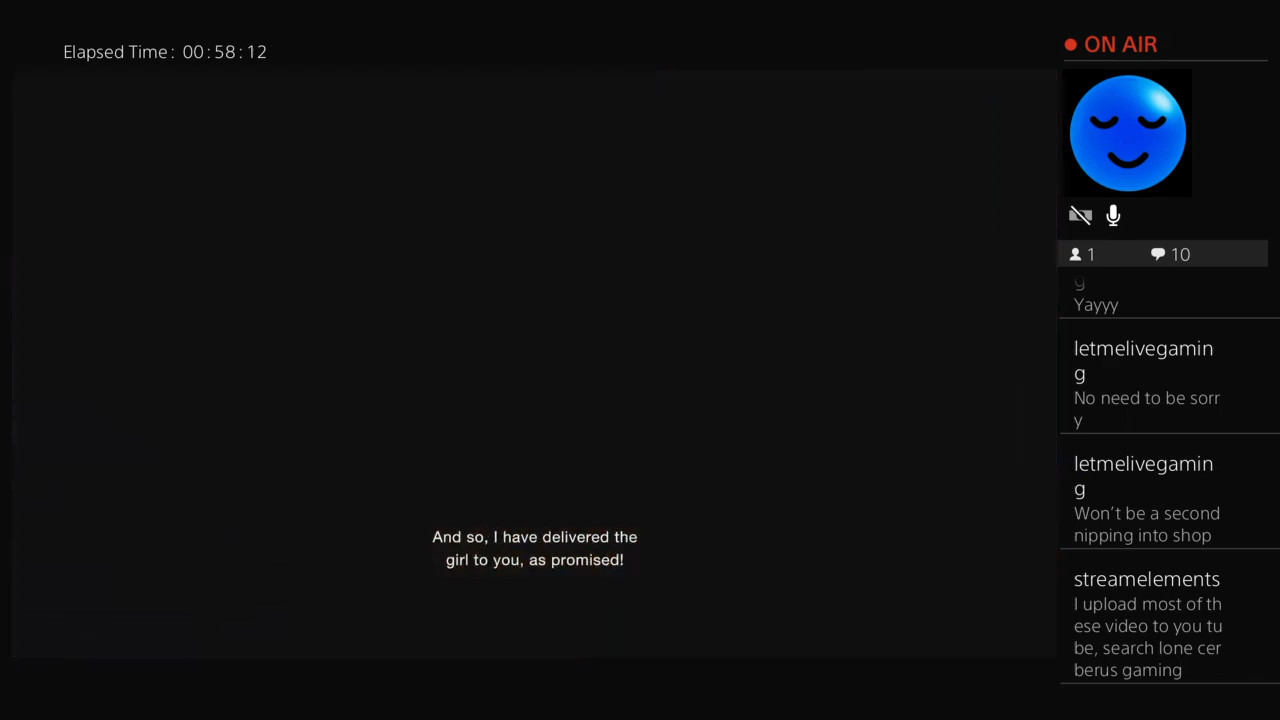 Elapsed Time: 00:58:12
ON AIR
1 10
g
Yayyy
letmelivegamin
g
No need to be sorr
y
letmelivegamin
g
Won't be a second
nipping into shop
streamelements
I upload most of th
ese video to you tu
be, search lone cer
berus gaming
And so, I have delivered the
girl to you, as promised!